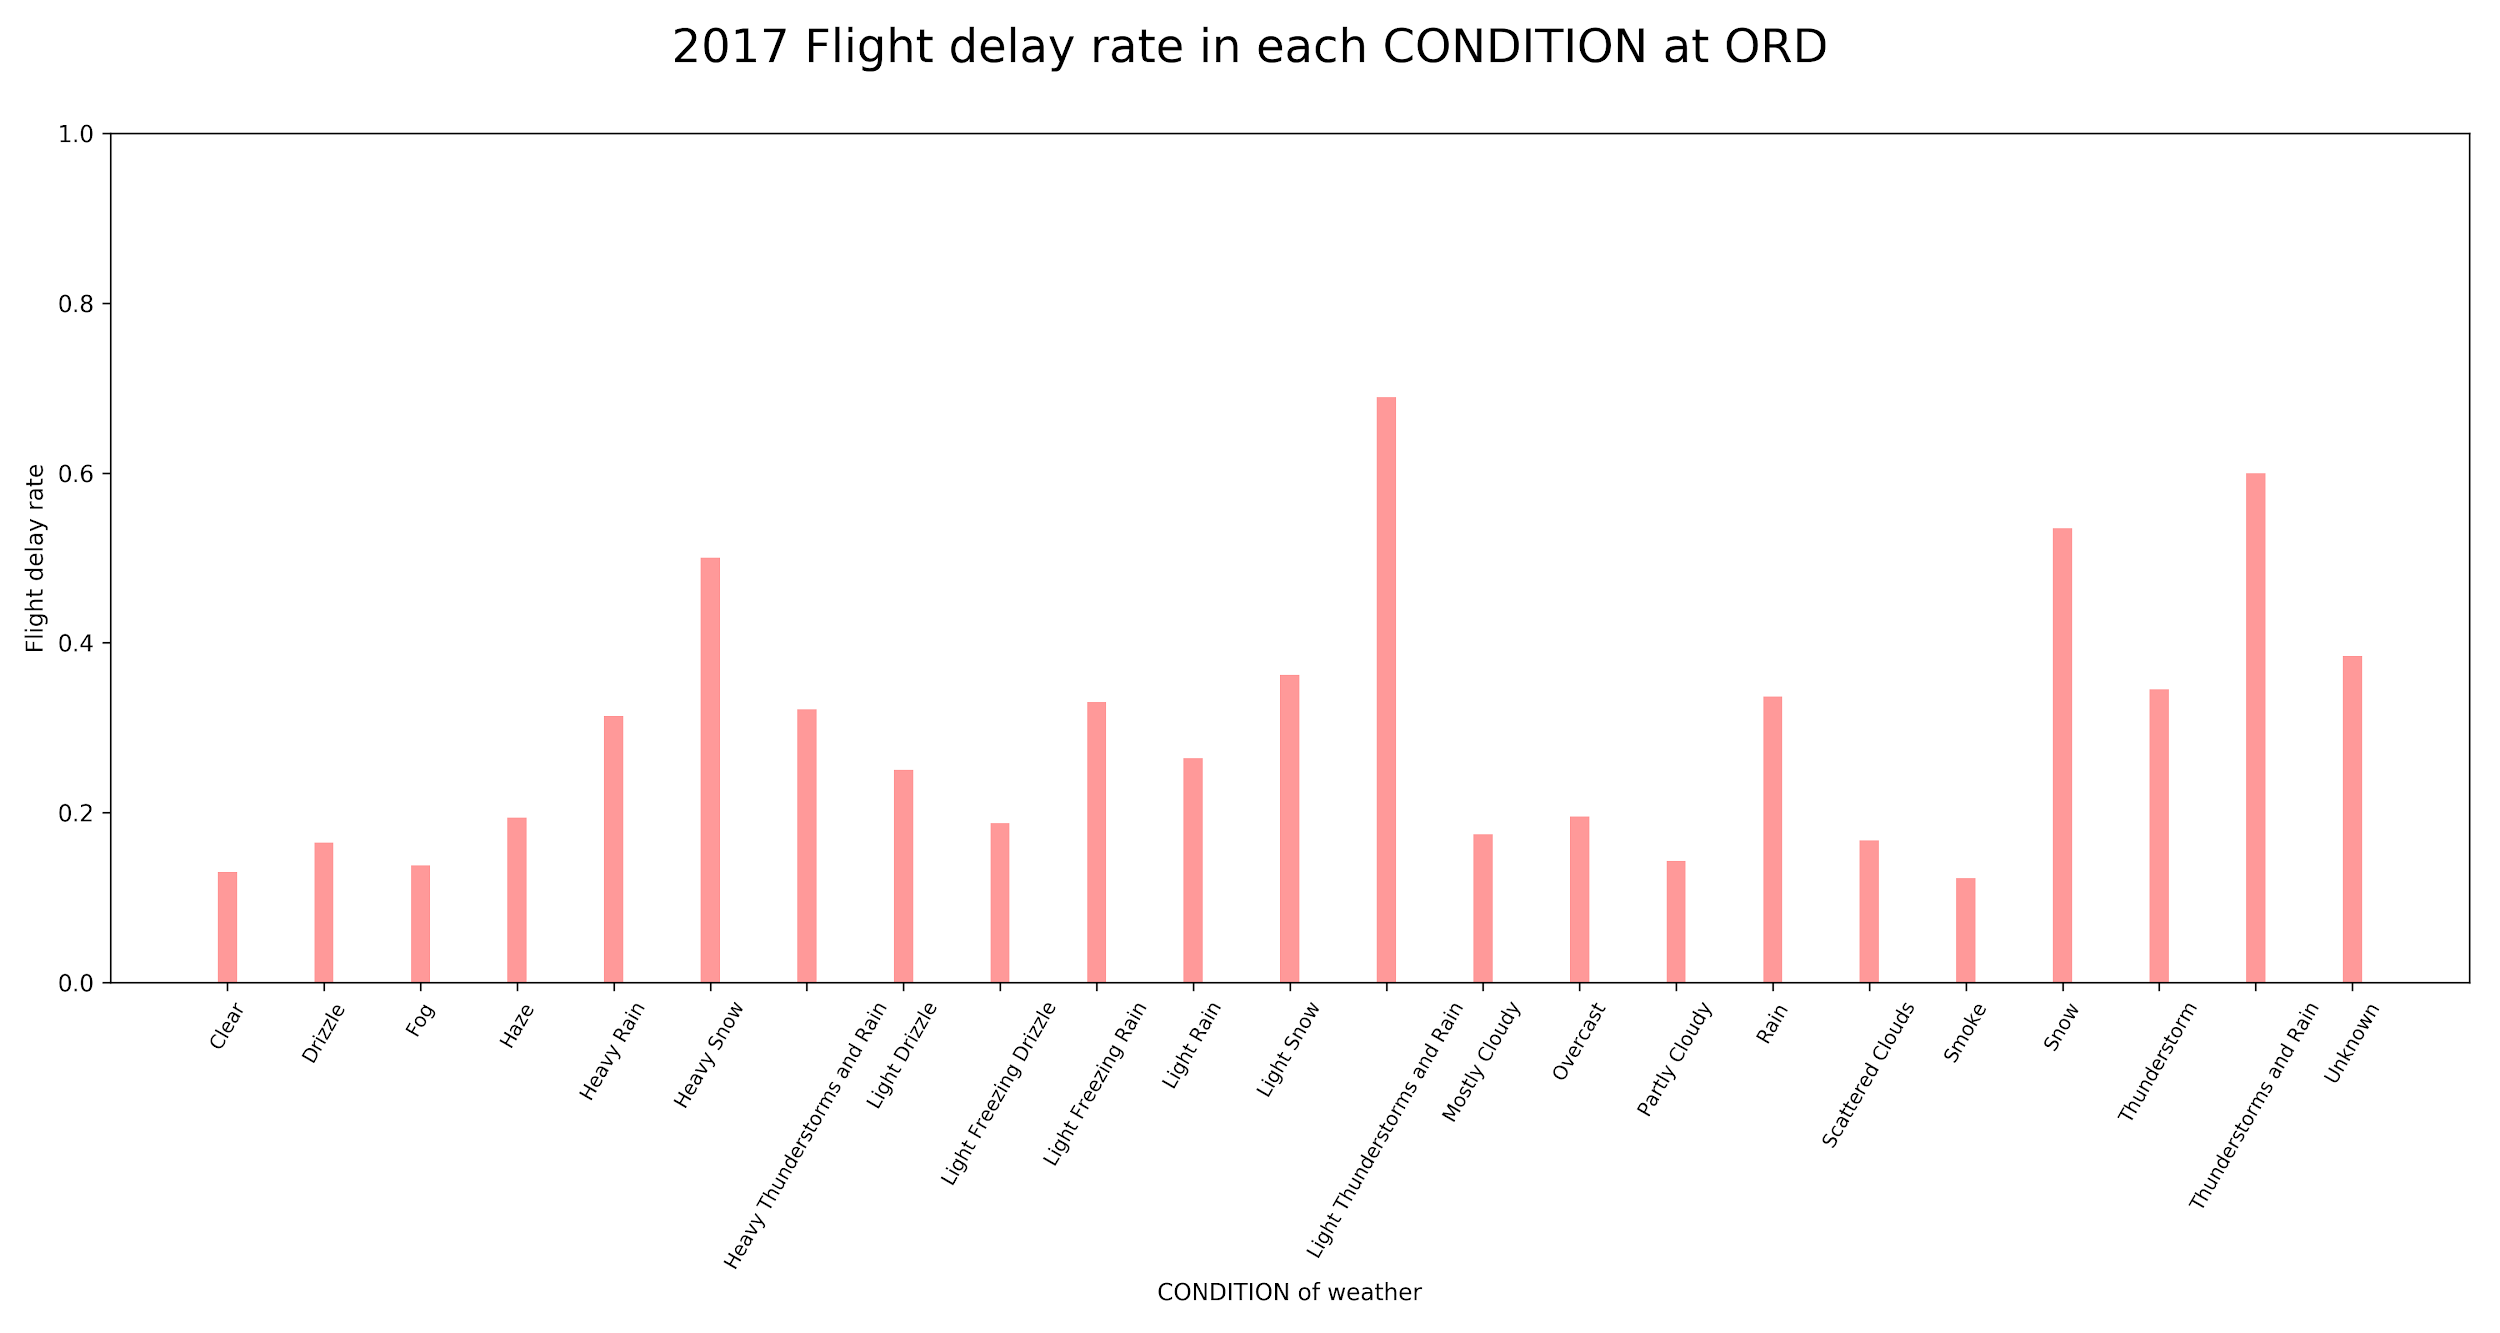 2017 Flight delay rate in each CONDITION at ORD
1.0
0.8
0.6
0.4
0.2
0.0
Flight delay rate
Clear
Drizzle
Fog
Haze
Heavy Rain
Heavy Snow
Heavy Thunderstorms and Rain
Light Drizzle
Light Freezing Drizzle
Light Freezing Rain
Light Rain
Light Snow
Light Thunderstorms and Rain
Mostly Cloudy
Overcast
Partly Cloudy
Rain
Scattered Clouds
Smoke
Snow
Thunderstorm
Thunderstorms and Rain
Unknown
CONDITION of weather